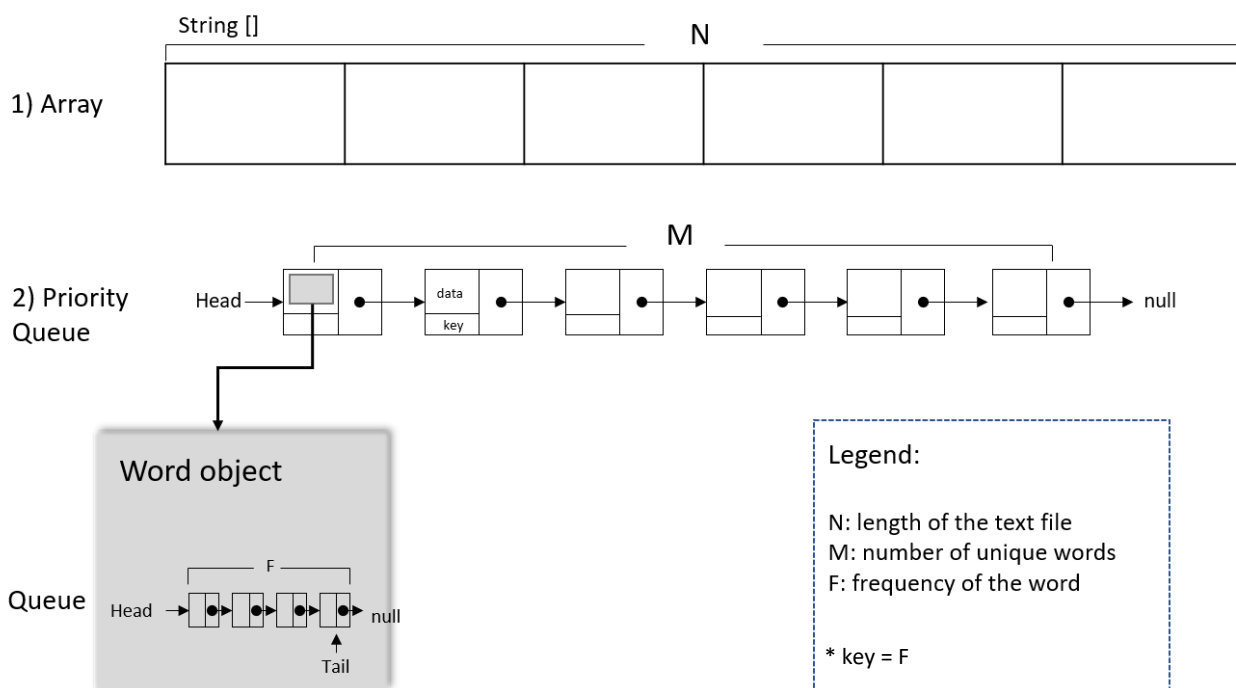 String []
N
1) Array
M
2) Priority
Queue
Head
data
key
null
Word object
F
Queue
Head
null
Tail
Legend:
N: length of the text file
M: number of unique words
F: frequency of the word
* key = F